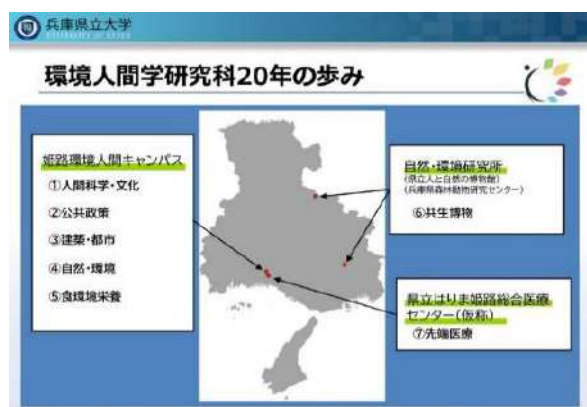 兵庫県立大学
環境人間学研究科20年の歩み
姫路環境人間キャンパス
①人間科学・文化
②公共政策
③建築・都市
④自然・環境
⑤食環境栄養
自然・環境研究所
(県立人と自然の博物館)
(兵庫県森林動物研究センター)
⑥共生博物
県立はりま姫路総合医療
センター(仮称)
⑦先端医療